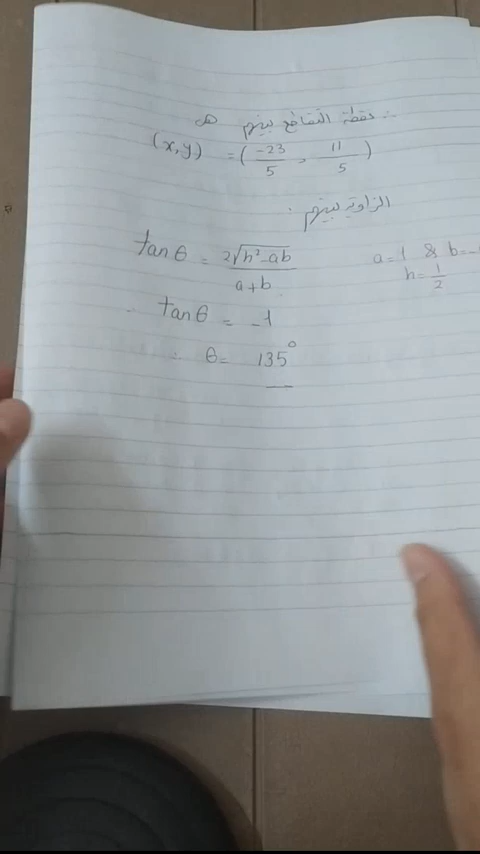 ∴ نقطة التقاطع بينهم هى
(x,y) = (-23/5 , 11/5)
الزاوية بينهم :
tan θ = 2√(h²-ab) / a+b
a=1 & b=-
h=1/2
tan θ = -1
∴ θ = 135°